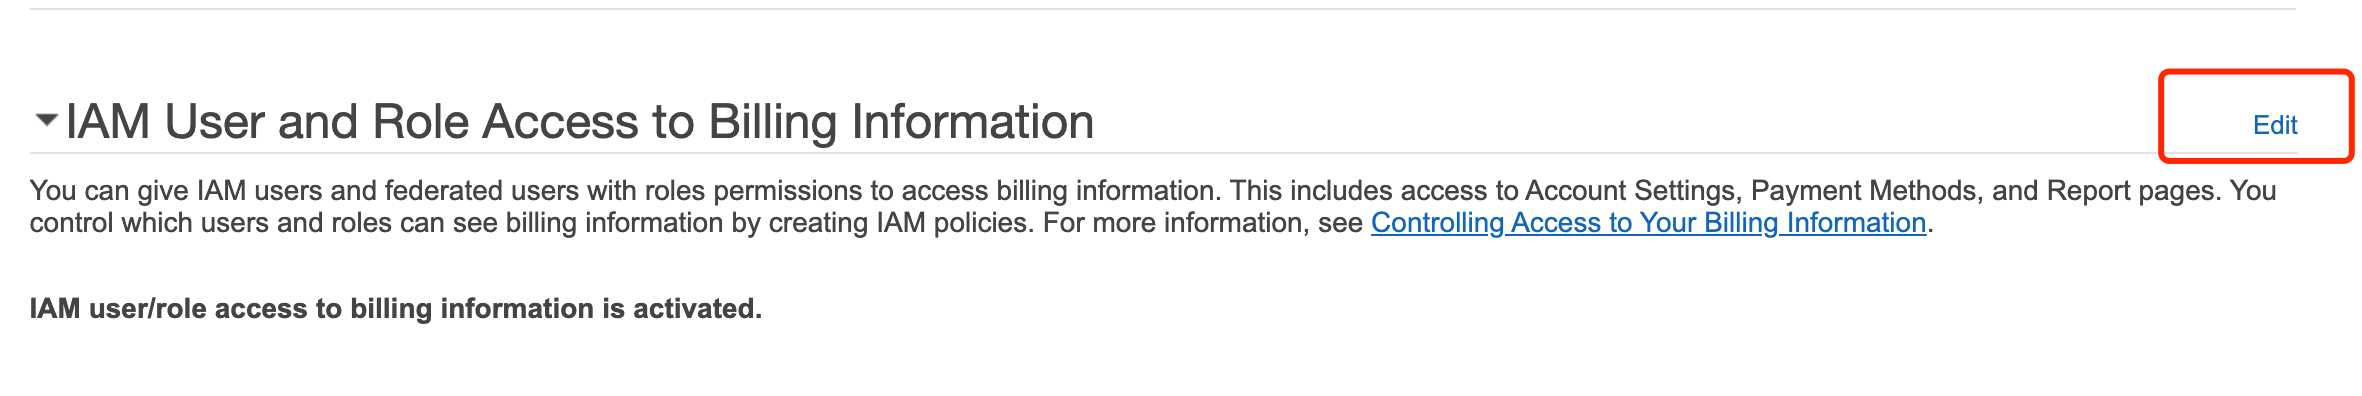 IAM User and Role Access to Billing Information
Edit
You can give IAM users and federated users with roles permissions to access billing information. This includes access to Account Settings, Payment Methods, and Report pages. You
control which users and roles can see billing information by creating IAM policies. For more information, see Controlling Access to Your Billing Information.
IAM user/role access to billing information is activated.